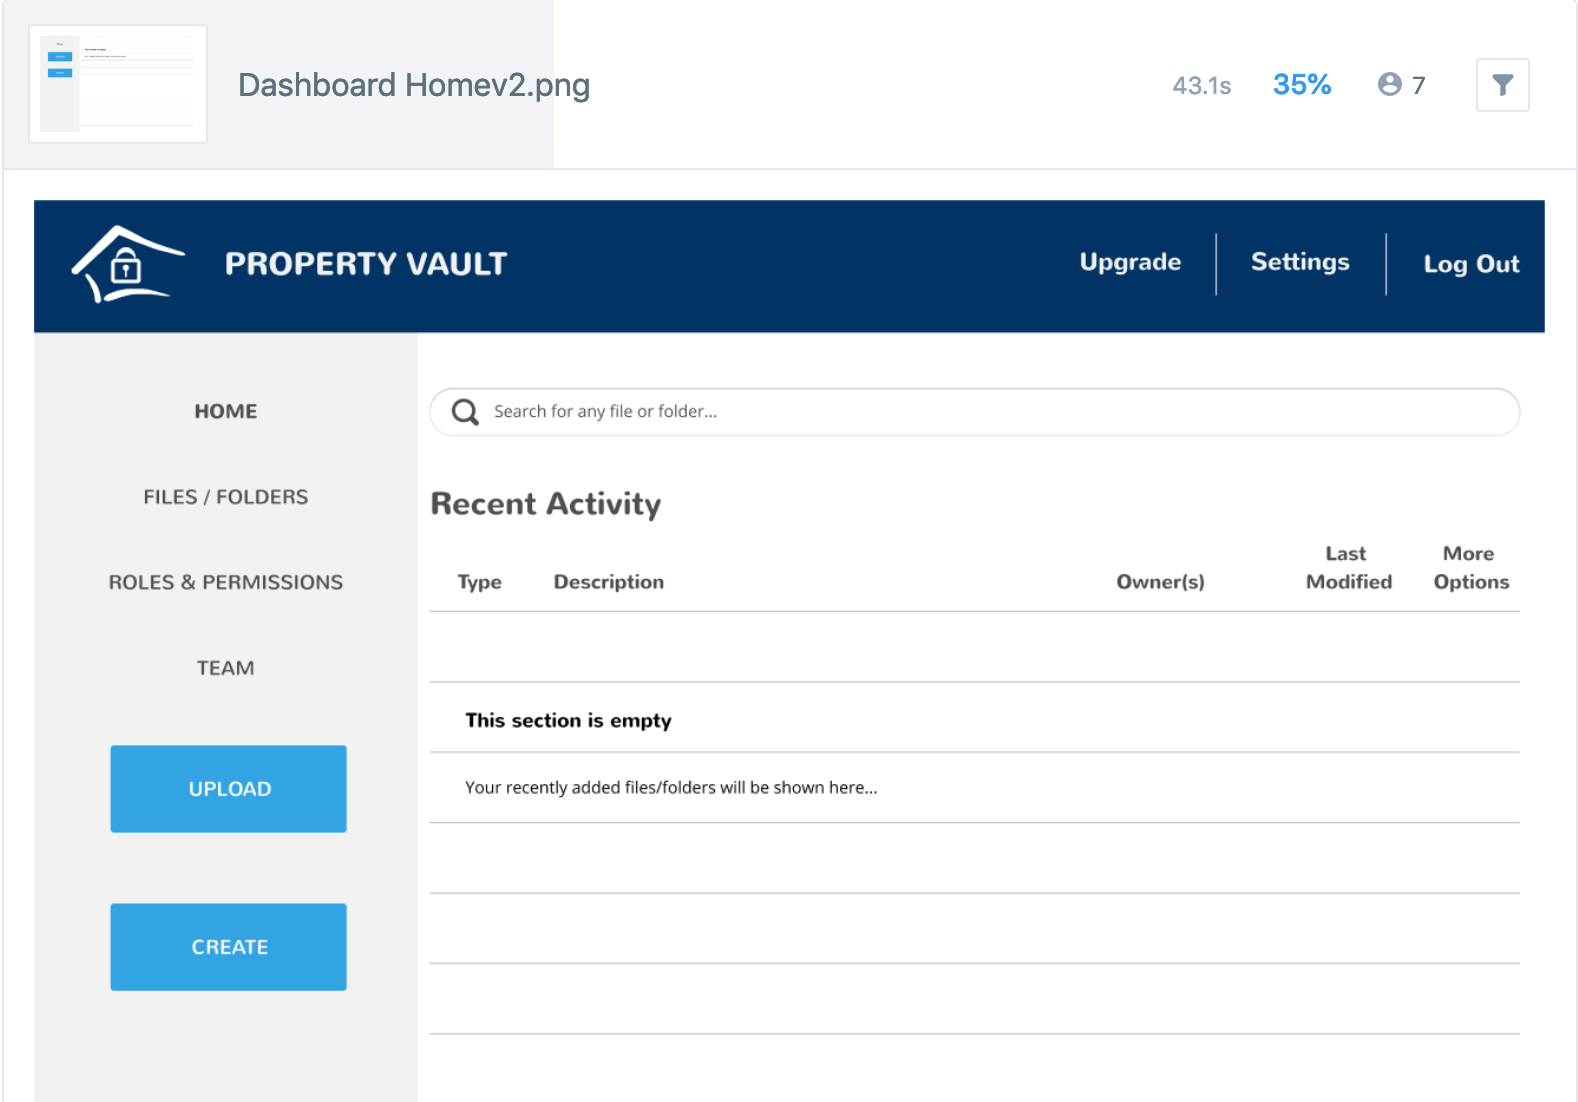 Dashboard Homev2.png
43.1s 35% 7
PROPERTY VAULT
Upgrade Settings Log Out
HOME
FILES / FOLDERS
ROLES & PERMISSIONS
TEAM
UPLOAD
CREATE
Search for any file or folder...
Recent Activity
Type Description Owner(s) Last Modified More Options
This section is empty
Your recently added files/folders will be shown here...